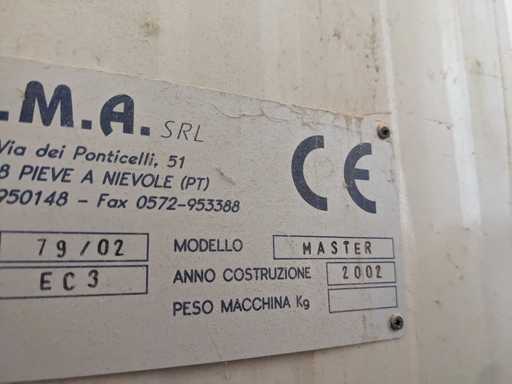 .M.A. SRL
Via dei Ponticelli, 51
8 PIEVE A NIEVOLE (PT)
950148 - Fax 0572-953388
CE
79/02 MODELLO MASTER
EC3 ANNO COSTRUZIONE 2002
PESO MACCHINA Kg